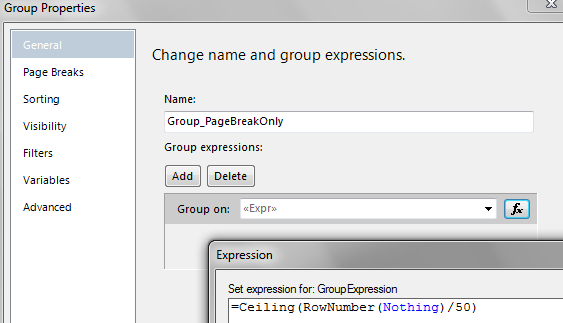 Group Properties
General
Page Breaks
Sorting
Visibility
Filters
Variables
Advanced
Change name and group expressions.
Name:
Group_PageBreakOnly
Group expressions:
Add Delete
Group on: «Expr» fx
Expression
Set expression for: GroupExpression
=Ceiling(RowNumber(Nothing)/50)